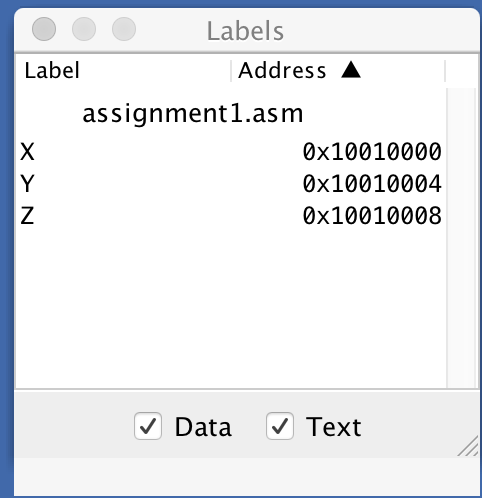 Labels
Label Address ▲
assignment1.asm
X 0x10010000
Y 0x10010004
Z 0x10010008
Data Text